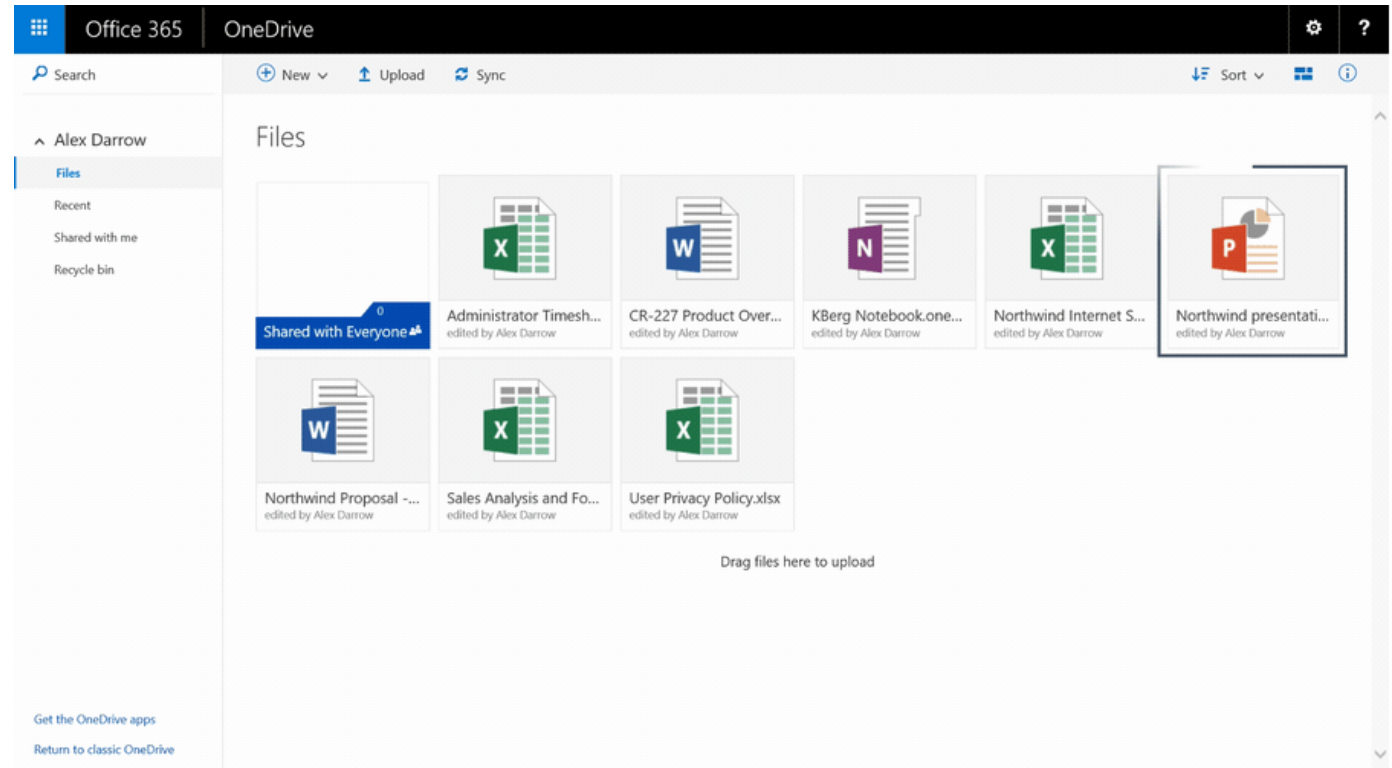 Office 365 OneDrive ?
Search New Upload Sync Sort
Alex Darrow
Files
Recent
Shared with me
Recycle bin
Files
0
Shared with Everyone
X
Administrator Timesh...
edited by Alex Darrow
W
CR-227 Product Over...
edited by Alex Darrow
N
KBerg Notebook.one...
edited by Alex Darrow
X
Northwind Internet S...
edited by Alex Darrow
P
Northwind presentati...
edited by Alex Darrow
W
Northwind Proposal -...
edited by Alex Darrow
X
Sales Analysis and Fo...
edited by Alex Darrow
X
User Privacy Policy.xlsx
edited by Alex Darrow
Drag files here to upload
Get the OneDrive apps
Return to classic OneDrive